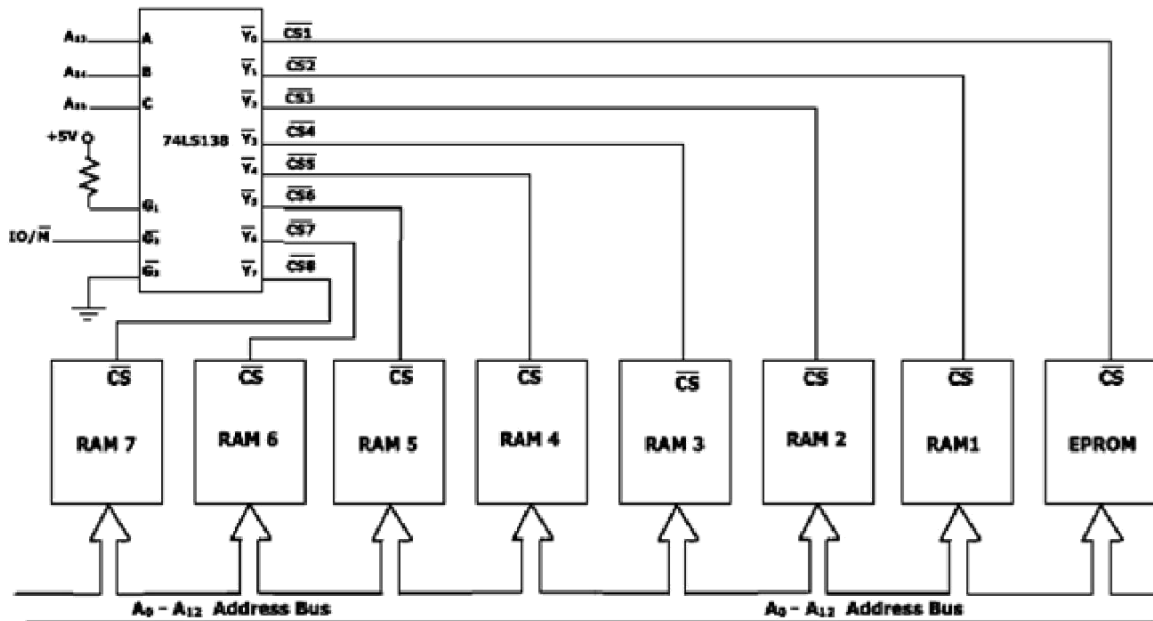 A₁₃ A Y̅₀ C̅S̅1̅
A₁₄ B Y̅₁ C̅S̅2̅
A₁₅ C Y̅₂ C̅S̅3̅
+5V 74LS138 Y̅₃ C̅S̅4̅
Y̅₄ C̅S̅5̅
G₁ Y̅₅ C̅S̅6̅
IO/M̅ G̅₂ Y̅₆ C̅S̅7̅
G̅₃ Y̅₇ C̅S̅8̅
C̅S̅ C̅S̅ C̅S̅ C̅S̅ C̅S̅ C̅S̅ C̅S̅ C̅S̅
RAM 7 RAM 6 RAM 5 RAM 4 RAM 3 RAM 2 RAM1 EPROM
A₀ – A₁₂ Address Bus A₀ – A₁₂ Address Bus